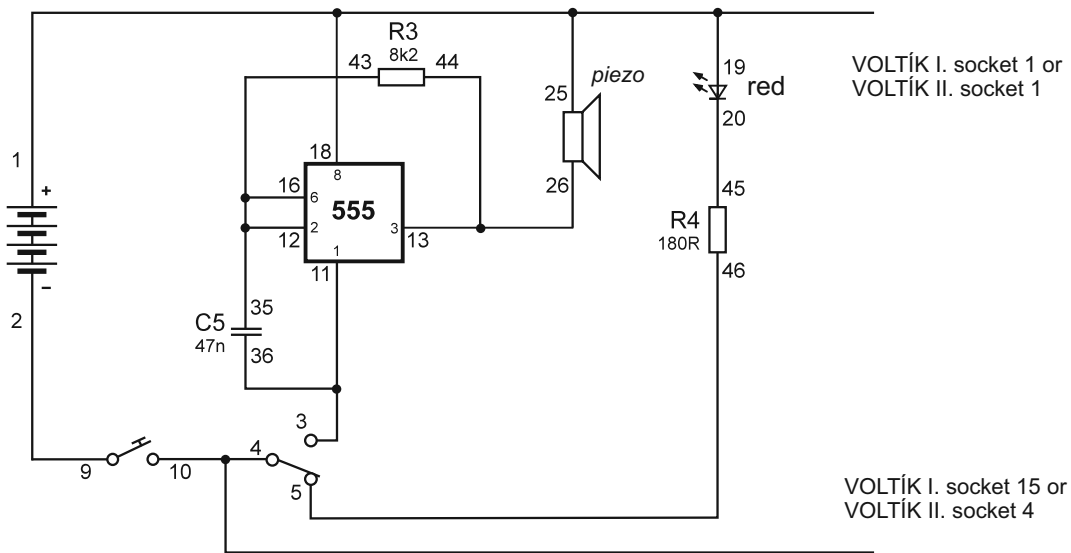 R3
8k2
43
44
piezo
19
red
20
VOLTÍK I. socket 1 or
VOLTÍK II. socket 1
25
1
18
8
+
16
6
555
26
45
12
2
3
13
R4
180R
1
11
46
−
2
35
C5
47n
36
3
4
9
10
5
VOLTÍK I. socket 15 or
VOLTÍK II. socket 4